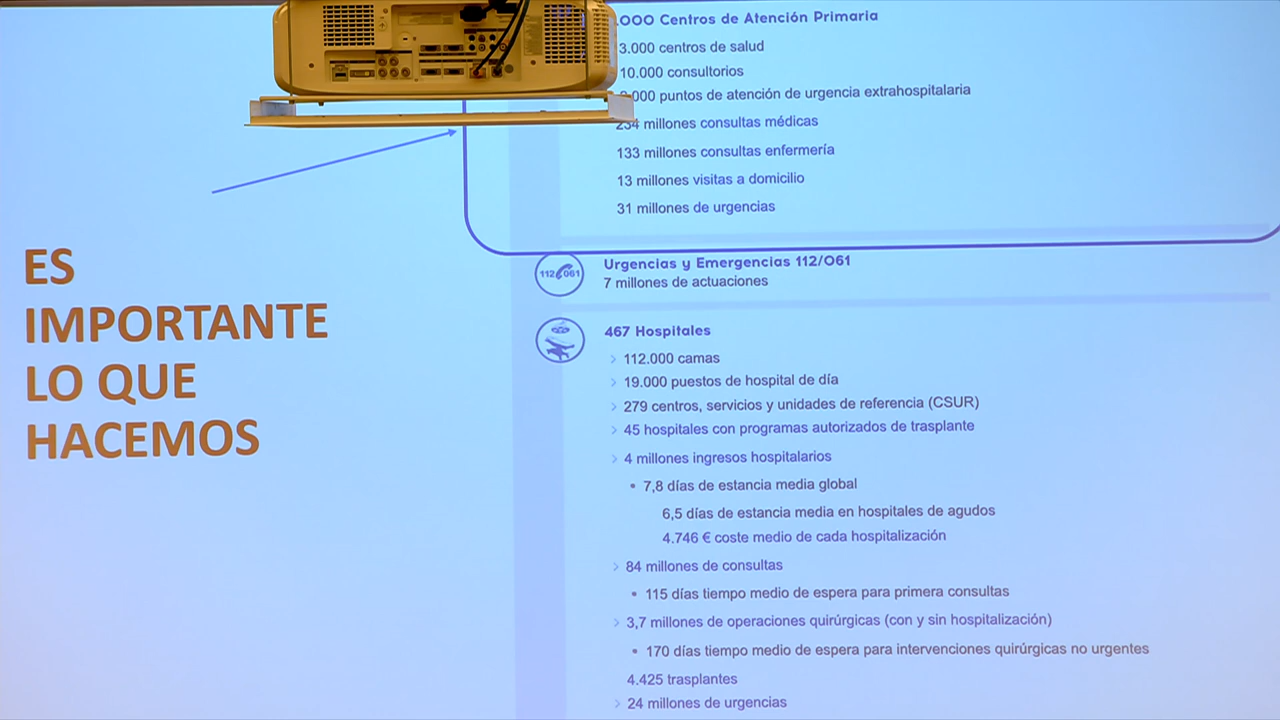 .000 Centros de Atención Primaria
3.000 centros de salud
10.000 consultorios
.000 puntos de atención de urgencia extrahospitalaria
234 millones consultas médicas
133 millones consultas enfermería
13 millones visitas a domicilio
31 millones de urgencias
ES
IMPORTANTE
LO QUE
HACEMOS
112 061
Urgencias y Emergencias 112/061
7 millones de actuaciones
467 Hospitales
112.000 camas
19.000 puestos de hospital de día
279 centros, servicios y unidades de referencia (CSUR)
45 hospitales con programas autorizados de trasplante
4 millones ingresos hospitalarios
7,8 días de estancia media global
6,5 días de estancia media en hospitales de agudos
4.746 € coste medio de cada hospitalización
84 millones de consultas
115 días tiempo medio de espera para primera consultas
3,7 millones de operaciones quirúrgicas (con y sin hospitalización)
170 días tiempo medio de espera para intervenciones quirúrgicas no urgentes
4.425 trasplantes
24 millones de urgencias